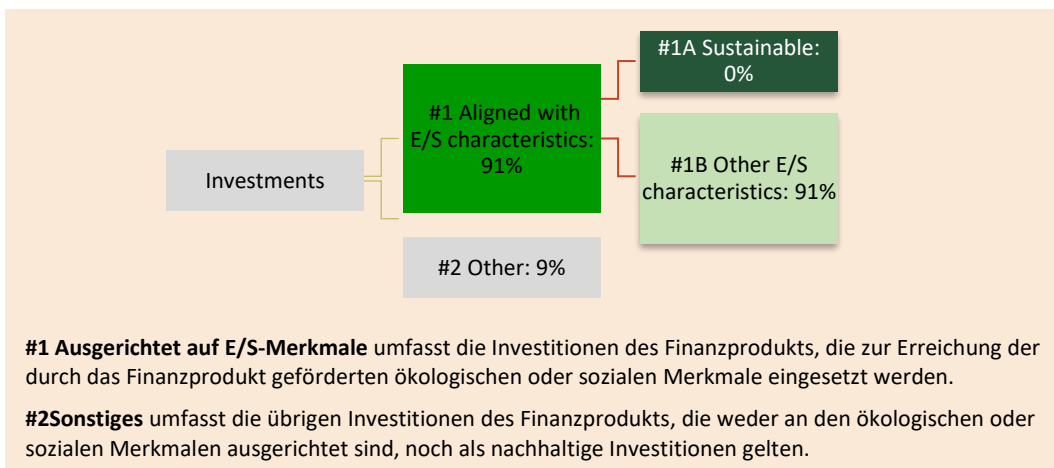 #1A Sustainable:
0%
#1 Aligned with
E/S characteristics:
91%
Investments
#1B Other E/S
characteristics: 91%
#2 Other: 9%
#1 Ausgerichtet auf E/S-Merkmale umfasst die Investitionen des Finanzprodukts, die zur Erreichung der
durch das Finanzprodukt geförderten ökologischen oder sozialen Merkmale eingesetzt werden.
#2Sonstiges umfasst die übrigen Investitionen des Finanzprodukts, die weder an den ökologischen oder
sozialen Merkmalen ausgerichtet sind, noch als nachhaltige Investitionen gelten.